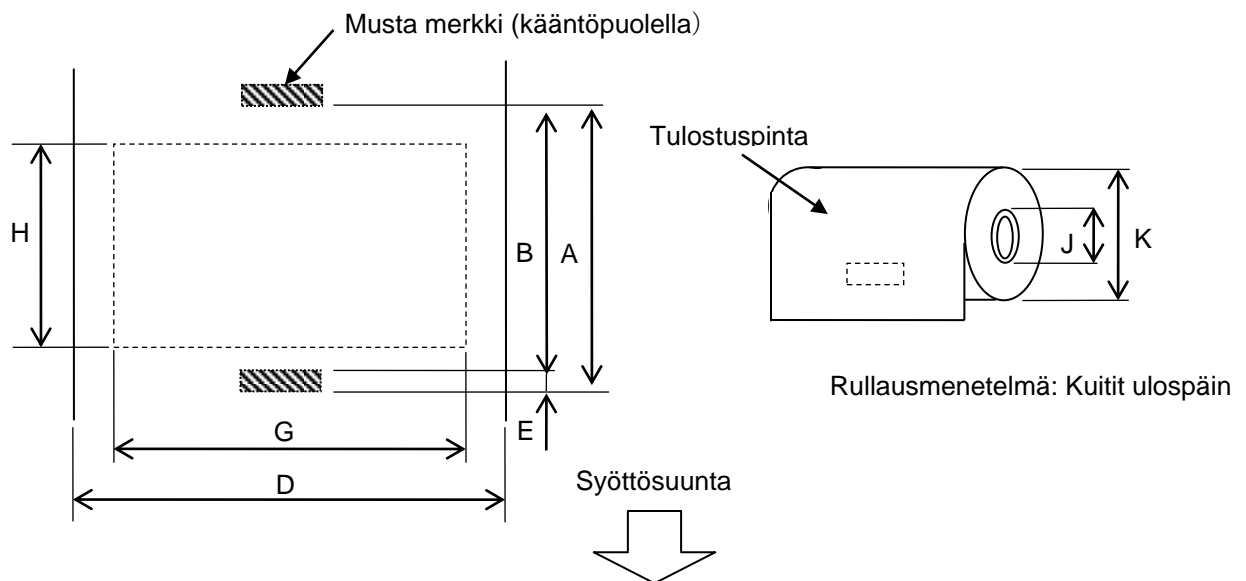 Musta merkki (kääntöpuolella）
Tulostuspinta
H
B
A
J
K
Rullausmenetelmä: Kuitit ulospäin
E
G
D
Syöttösuunta